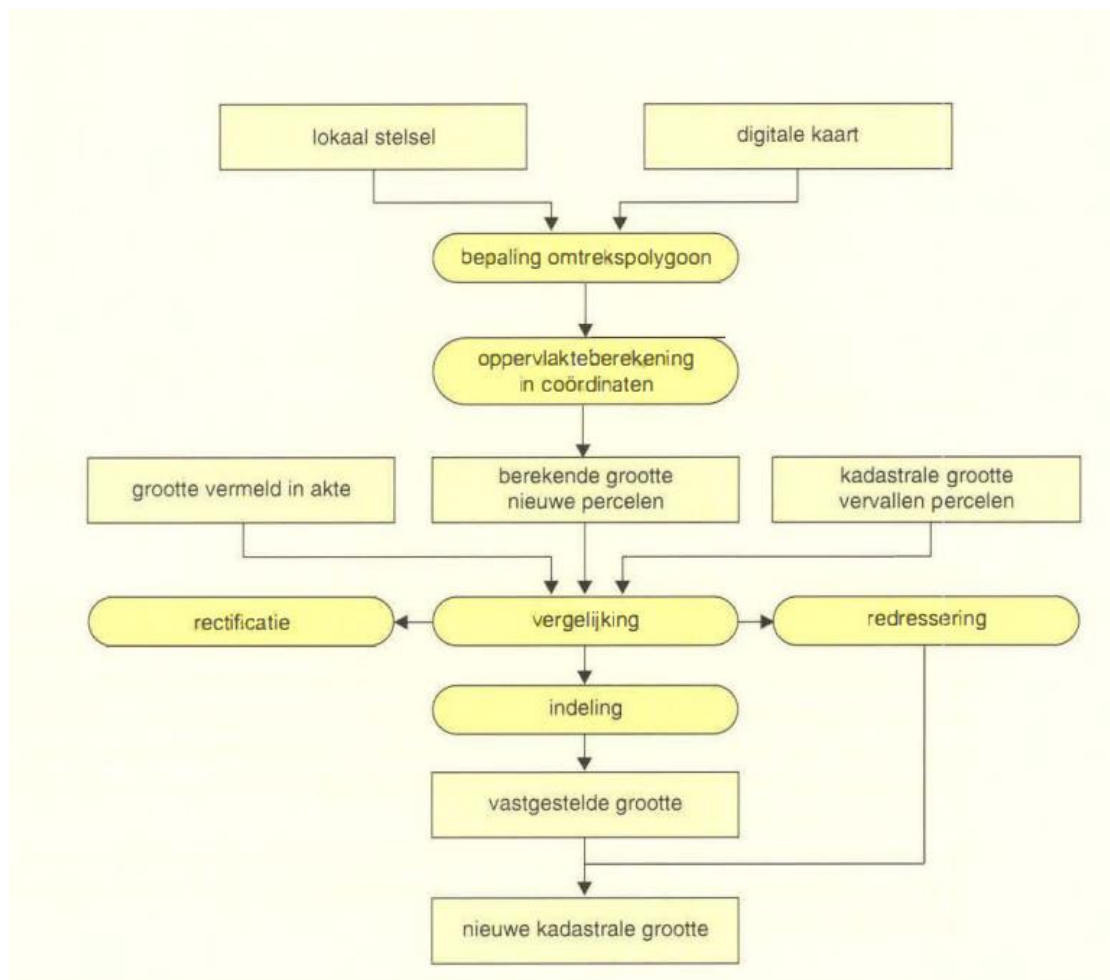 lokaal stelsel
digitale kaart
bepaling omtrekspolygoon
oppervlakteberekening
in coördinaten
grootte vermeld in akte
berekende grootte
nieuwe percelen
kadastrale grootte
vervallen percelen
rectificatie
vergelijking
redressering
indeling
vastgestelde grootte
nieuwe kadastrale grootte